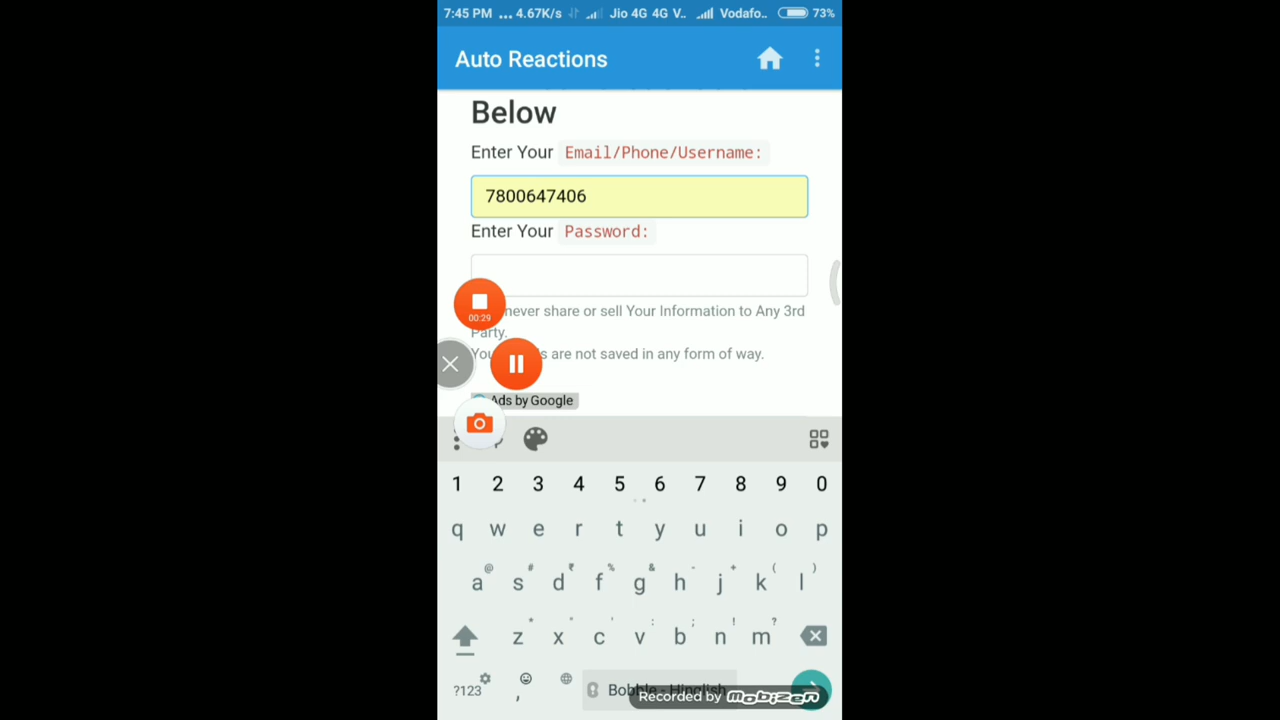 7:45 PM ... 4.67K/s Jio 4G 4G V.. Vodafo.. 73%
Auto Reactions
Below
Enter Your Email/Phone/Username:
7800647406
Enter Your Password:
00:29
never share or sell Your Information to Any 3rd
Party.
are not saved in any form of way.
Ads by Google
1 2 3 4 5 6 7 8 9 0
q w e r t y u i o p
@ # ₹ % & - + ( )
a s d f g h j k l
* " ' : ; ! ?
z x c v b n m
?123 , Bobble - Hinglish
Recorded by mobizen